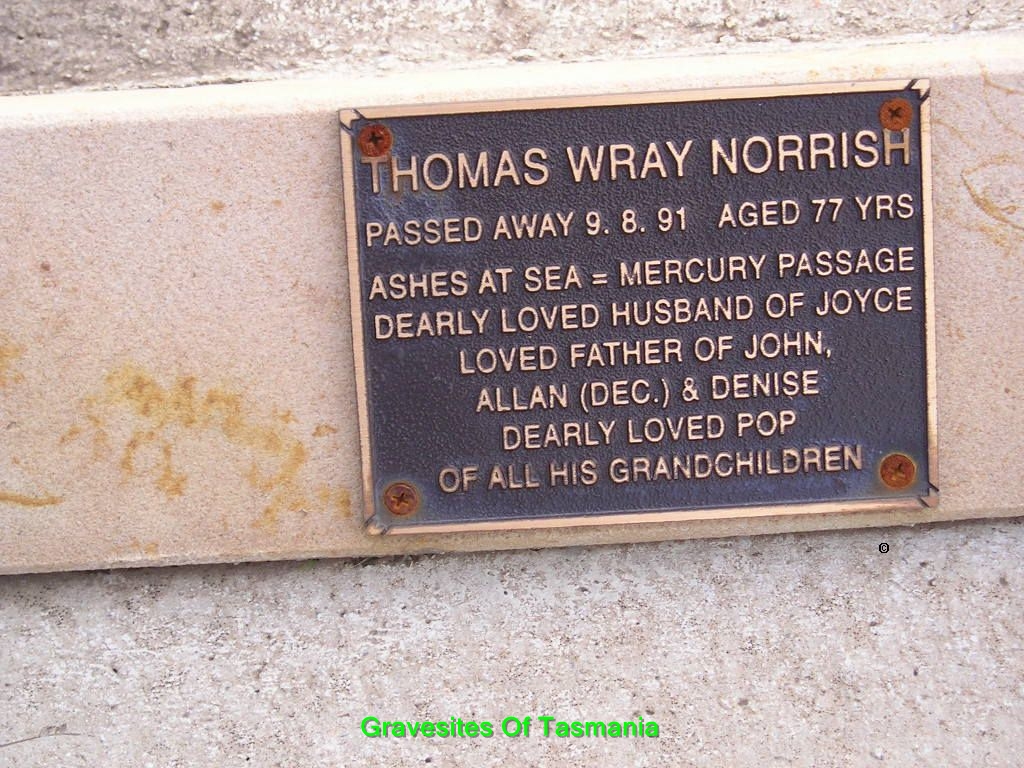 THOMAS WRAY NORRISH
PASSED AWAY 9. 8. 91 AGED 77 YRS
ASHES AT SEA = MERCURY PASSAGE
DEARLY LOVED HUSBAND OF JOYCE
LOVED FATHER OF JOHN,
ALLAN (DEC.) & DENISE
DEARLY LOVED POP
OF ALL HIS GRANDCHILDREN
©
Gravesites Of Tasmania